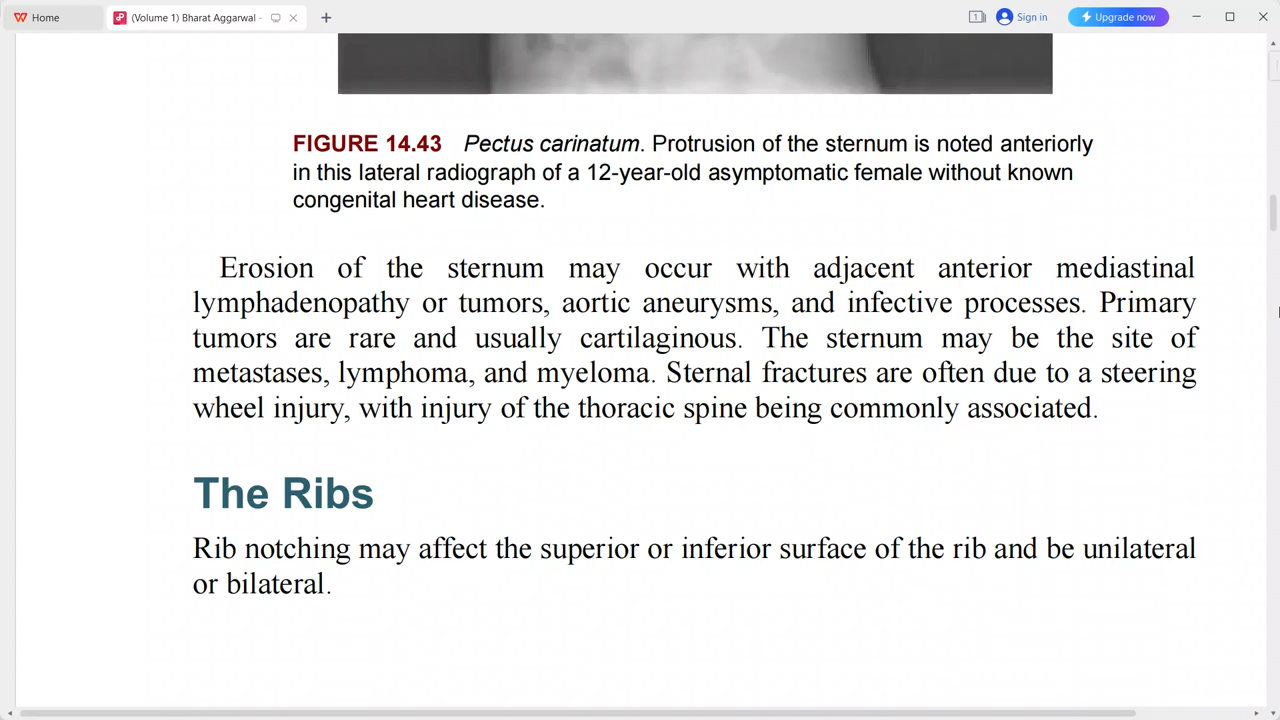 Home
(Volume 1) Bharat Aggarwal -
1
Sign in
Upgrade now
FIGURE 14.43 Pectus carinatum. Protrusion of the sternum is noted anteriorly
in this lateral radiograph of a 12-year-old asymptomatic female without known
congenital heart disease.
Erosion of the sternum may occur with adjacent anterior mediastinal
lymphadenopathy or tumors, aortic aneurysms, and infective processes. Primary
tumors are rare and usually cartilaginous. The sternum may be the site of
metastases, lymphoma, and myeloma. Sternal fractures are often due to a steering
wheel injury, with injury of the thoracic spine being commonly associated.
The Ribs
Rib notching may affect the superior or inferior surface of the rib and be unilateral
or bilateral.